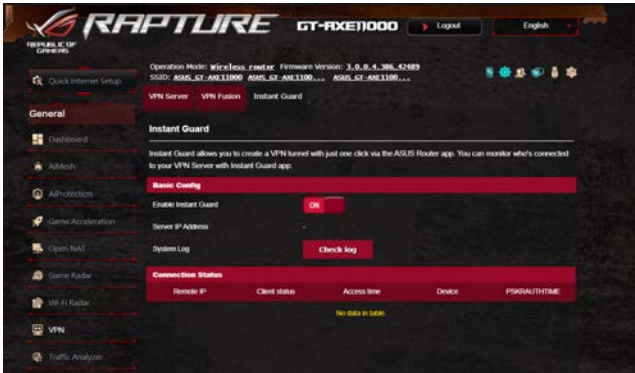 REPUBLIC OF
GAMERS
RAPTURE
GT-AXE11000
Logout
English
Operation Mode: Wireless router Firmware Version: 3.0.0.4.386_42489
SSID: ASUS_GT-AXE11000 ASUS_GT-AXE1100... ASUS_GT-AXE1100...
Quick Internet Setup
VPN Server VPN Fusion Instant Guard
General
Instant Guard
Dashboard
Instant Guard allows you to create a VPN tunnel with just one click via the ASUS Router app. You can monitor who's connected
to your VPN Server with Instant Guard app.
AiMesh
Basic Config
AiProtection
Enable Instant Guard ON
Game Acceleration
Server IP Address -
Open NAT
System Log Check log
Game Radar
Connection Status
Remote IP Client status Access time Device PSKRAUTHTIME
Wi-Fi Radar
No data in table.
VPN
Traffic Analyzer